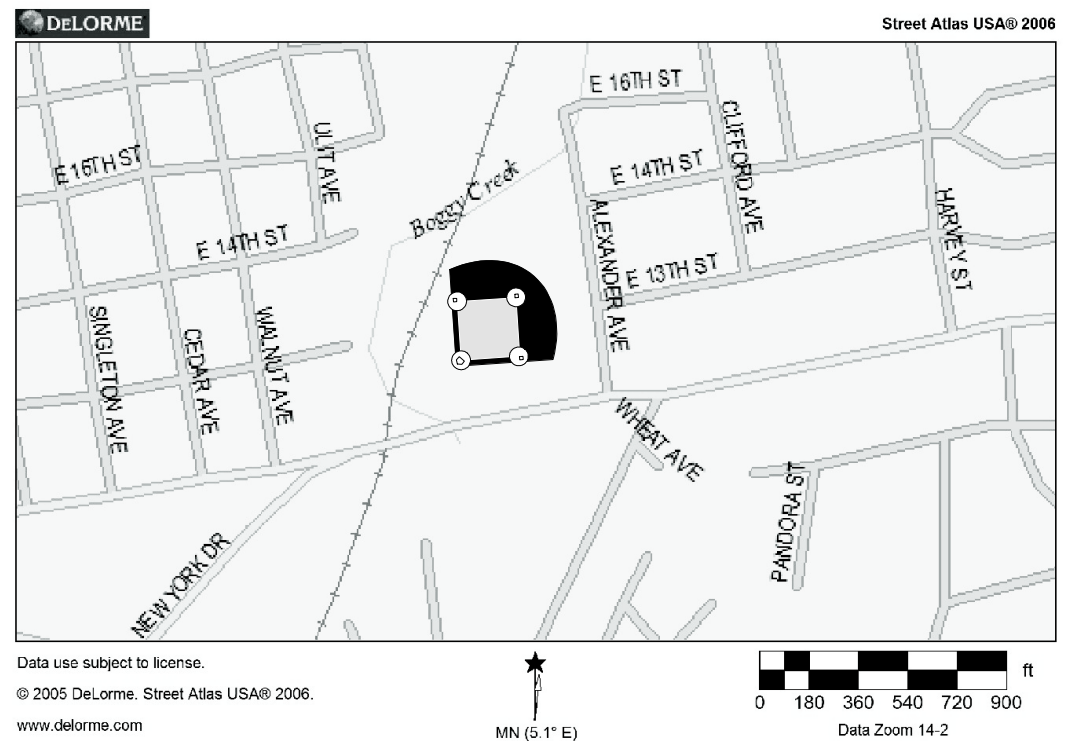 DELORME
Street Atlas USA® 2006
E 16TH ST
CLIFFORD AVE
ULIT AVE
E 16TH ST
E 14TH ST
Boggy Creek
HARVEY ST
ALEXANDER AVE
E 14TH ST
E 13TH ST
SINGLETON AVE
CEDAR AVE
WALNUT AVE
WHEAT AVE
PANDORA ST
NEW YORK DR
Data use subject to license.
© 2005 DeLorme. Street Atlas USA® 2006.
www.delorme.com
MN (5.1° E)
ft
0 180 360 540 720 900
Data Zoom 14-2